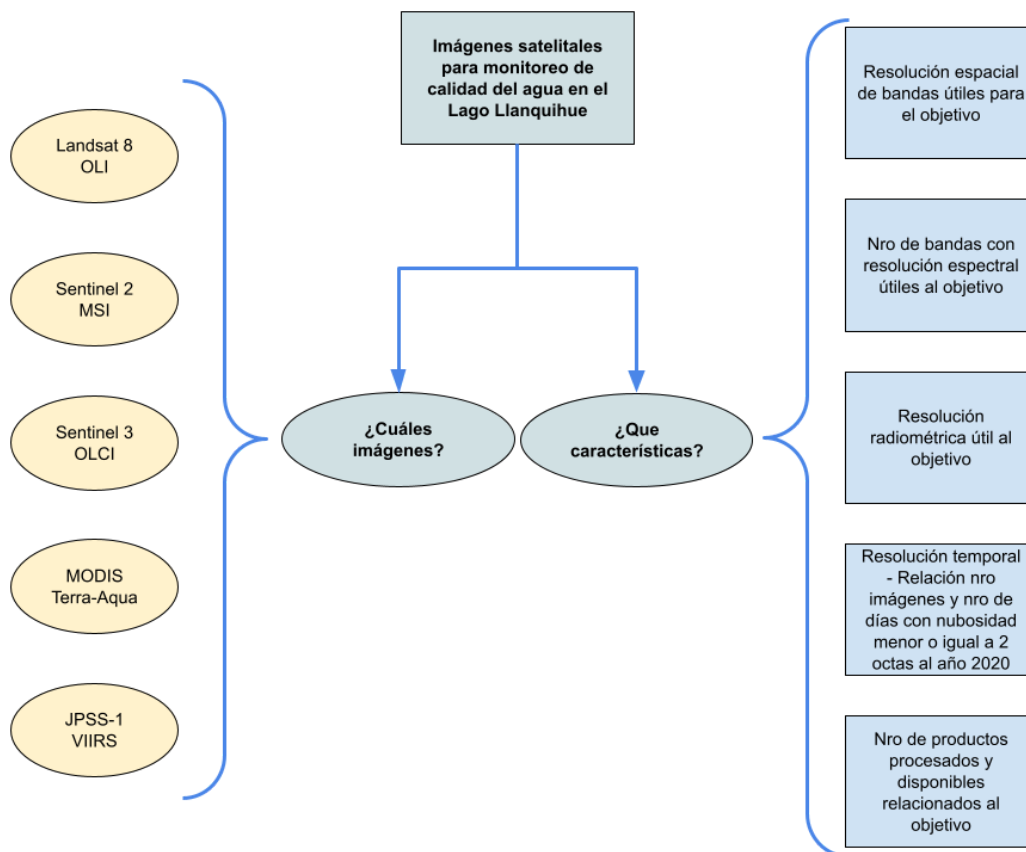 Imágenes satelitales
para monitoreo de
calidad del agua en el
Lago Llanquihue
Landsat 8
OLI
Sentinel 2
MSI
Sentinel 3
OLCI
MODIS
Terra-Aqua
JPSS-1
VIIRS
¿Cuáles
imágenes?
¿Que
características?
Resolución espacial
de bandas útiles para
el objetivo
Nro de bandas con
resolución espectral
útiles al objetivo
Resolución
radiométrica útil al
objetivo
Resolución temporal
- Relación nro
imágenes y nro de
días con nubosidad
menor o igual a 2
octas al año 2020
Nro de productos
procesados y
disponibles
relacionados al
objetivo